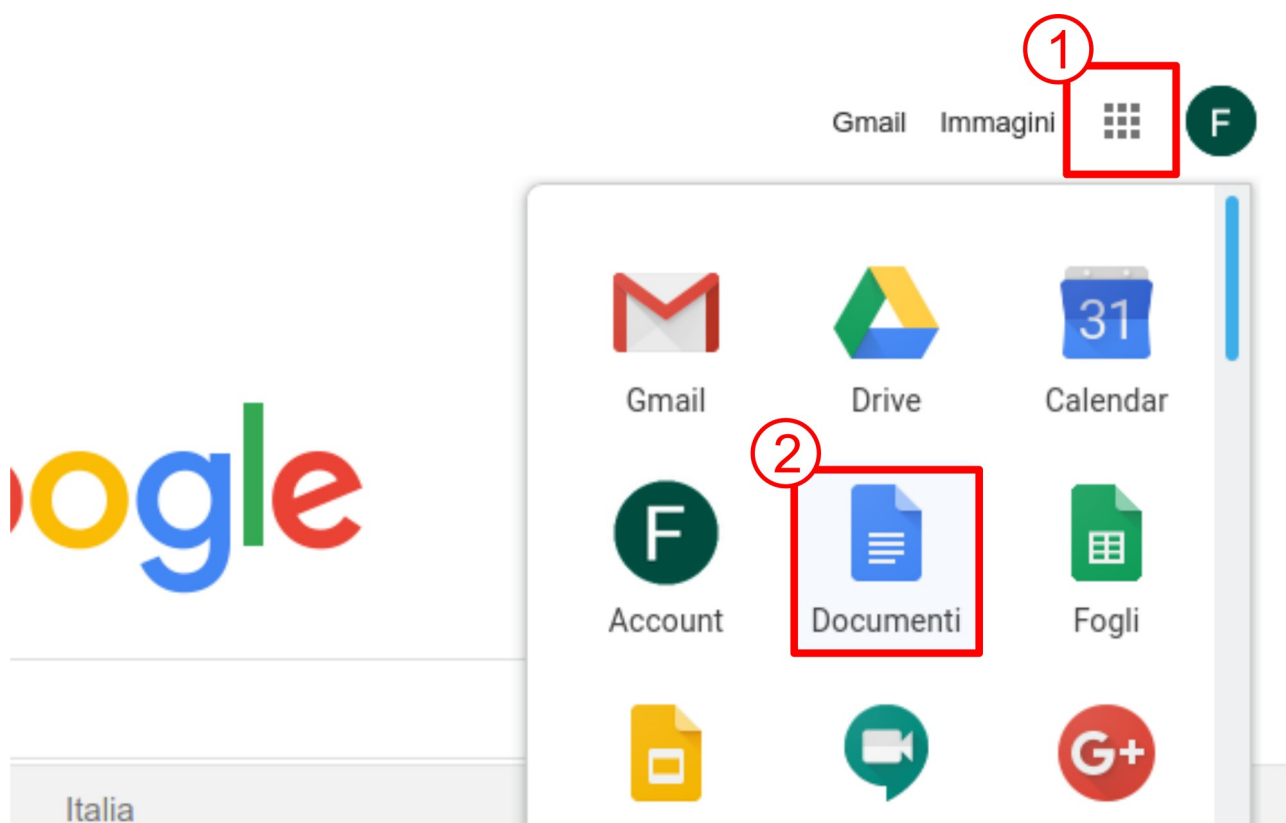 1
Gmail Immagini F
31
Gmail Drive Calendar
oogle
2
F
Account Documenti Fogli
G+
Italia